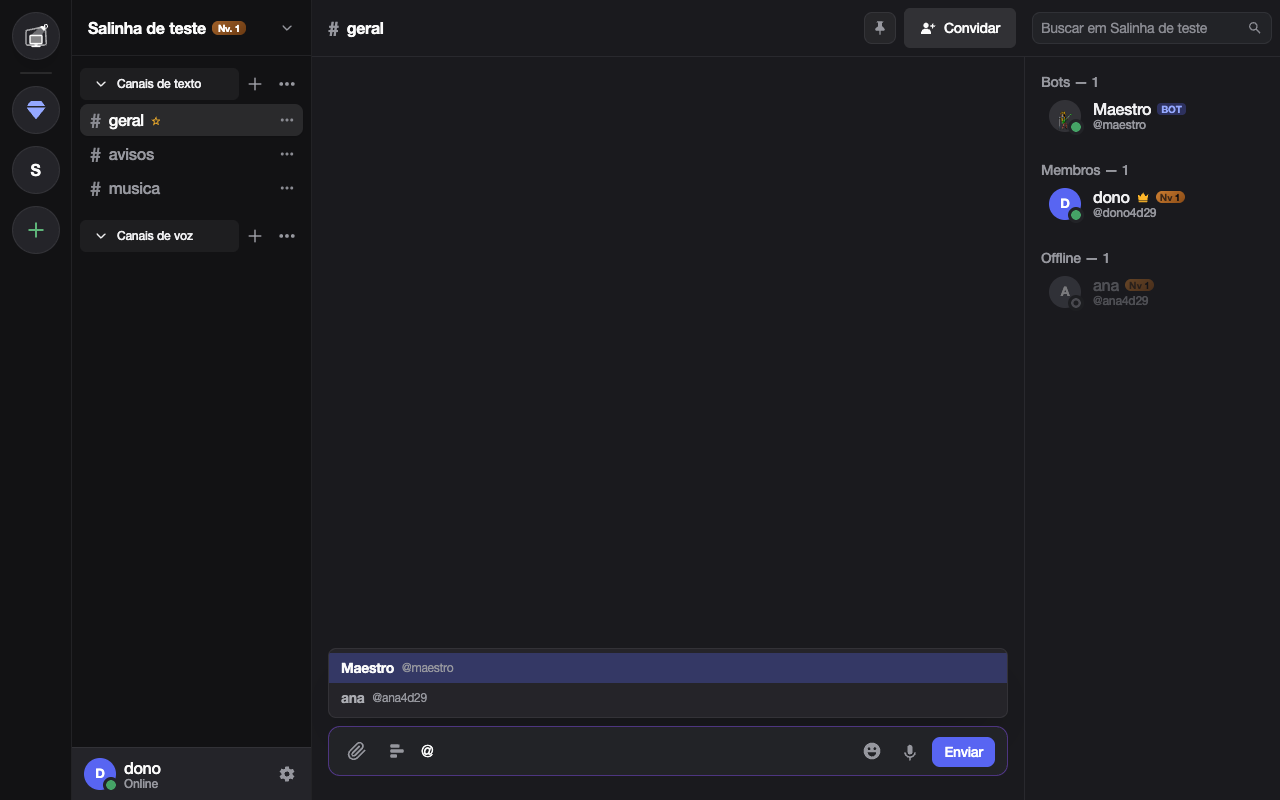 Salinha de teste Nv. 1
# geral
Convidar
Buscar em Salinha de teste
Canais de texto
# geral
# avisos
# musica
Canais de voz
S
D
dono
Online
Maestro @maestro
ana @ana4d29
@
Enviar
Bots — 1
Maestro BOT
@maestro
Membros — 1
D
dono Nv 1
@dono4d29
Offline — 1
A
ana Nv 1
@ana4d29